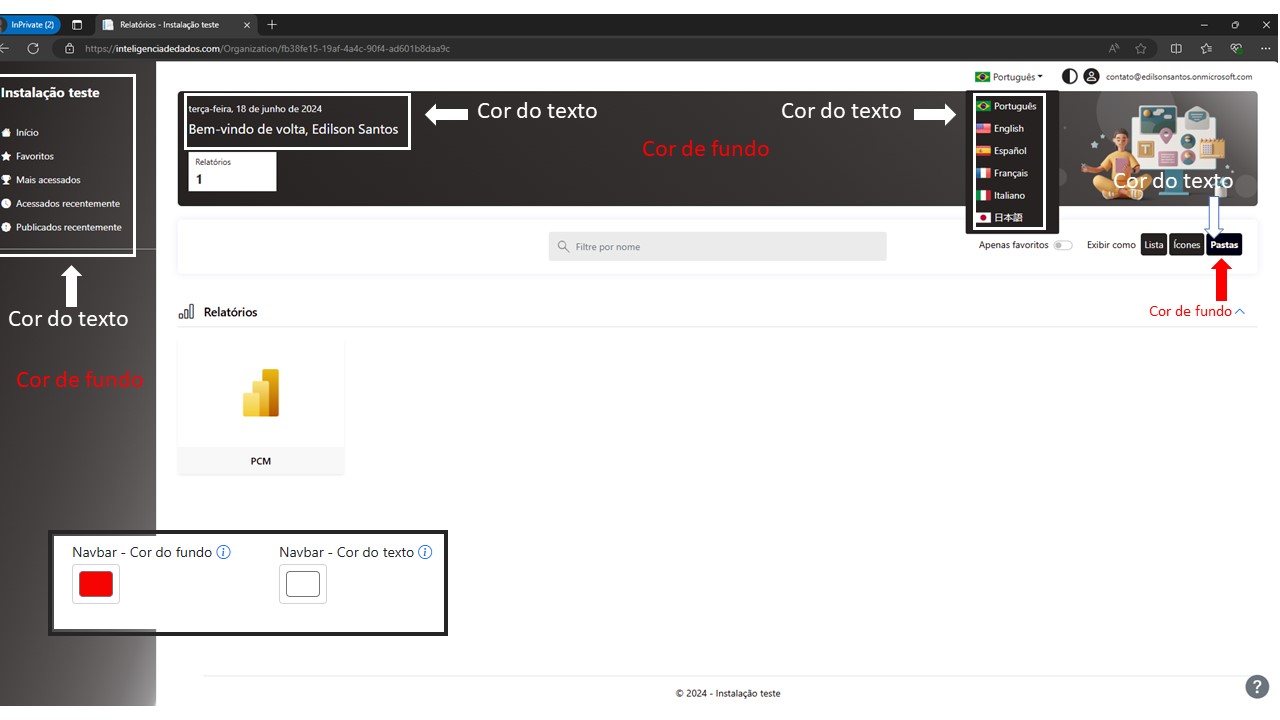 InPrivate (2)
Relatórios - Instalação teste
https://inteligenciadedados.com/Organization/fb38fe15-19af-4a4c-90f4-ad601b8daa9c
Português
contato@edilsonsantos.onmicrosoft.com
Instalação teste
Início
Favoritos
Mais acessados
Acessados recentemente
Publicados recentemente
Cor do texto
Cor de fundo
terça-feira, 18 de junho de 2024
Bem-vindo de volta, Edilson Santos
Relatórios
1
Cor do texto
Cor de fundo
Cor do texto
Português
English
Español
Français
Italiano
日本語
Cor do texto
Filtre por nome
Apenas favoritos
Exibir como
Lista
Ícones
Pastas
Cor de fundo
Relatórios
PCM
Navbar - Cor do fundo
Navbar - Cor do texto
© 2024 - Instalação teste
?